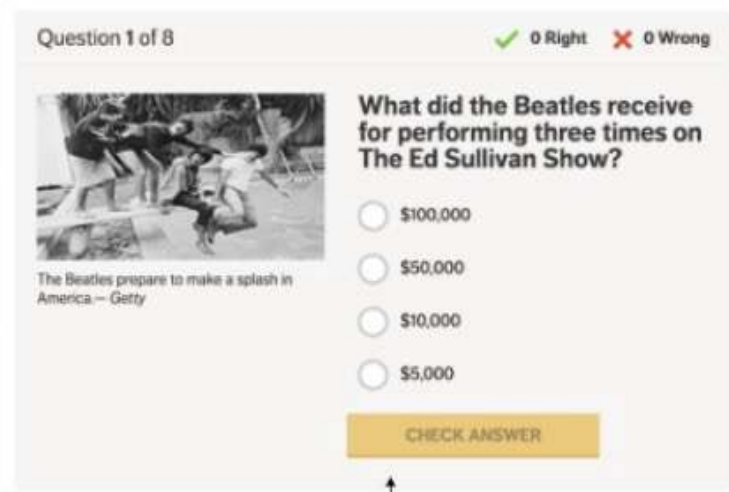 Question 1 of 8
0 Right
0 Wrong
What did the Beatles receive
for performing three times on
The Ed Sullivan Show?
$100,000
$50,000
$10,000
$5,000
The Beatles prepare to make a splash in
America.— Getty
CHECK ANSWER